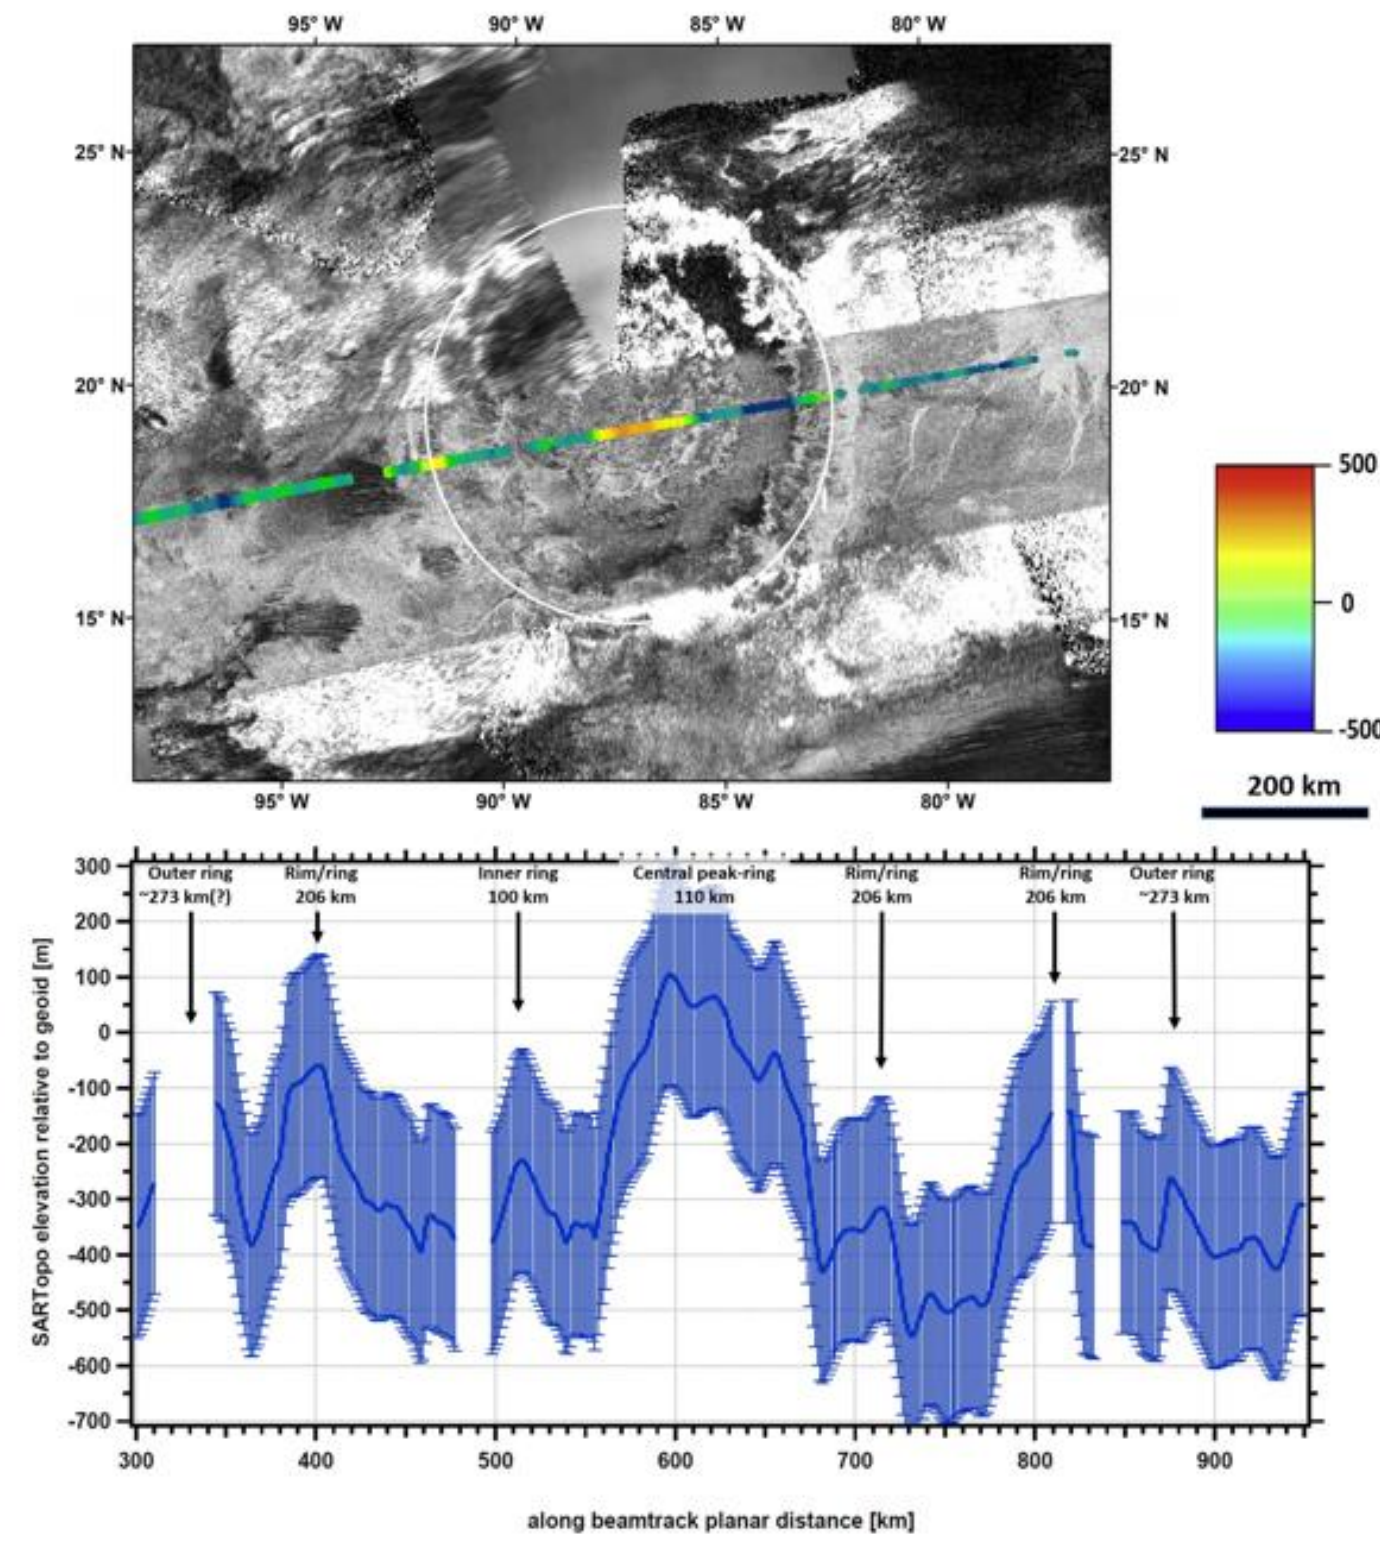 95° W 90° W 85° W 80° W
25° N 25° N
20° N 20° N
15° N 15° N
95° W 90° W 85° W 80° W
500
0
-500
200 km
Outer ring Rim/ring Inner ring Central peak-ring Rim/ring Rim/ring Outer ring
~273 km(?) 206 km 100 km 110 km 206 km 206 km ~273 km
300
200
100
0
-100
-200
-300
-400
-500
-600
-700
SARTopo elevation relative to geoid [m]
300 400 500 600 700 800 900
along beamtrack planar distance [km]